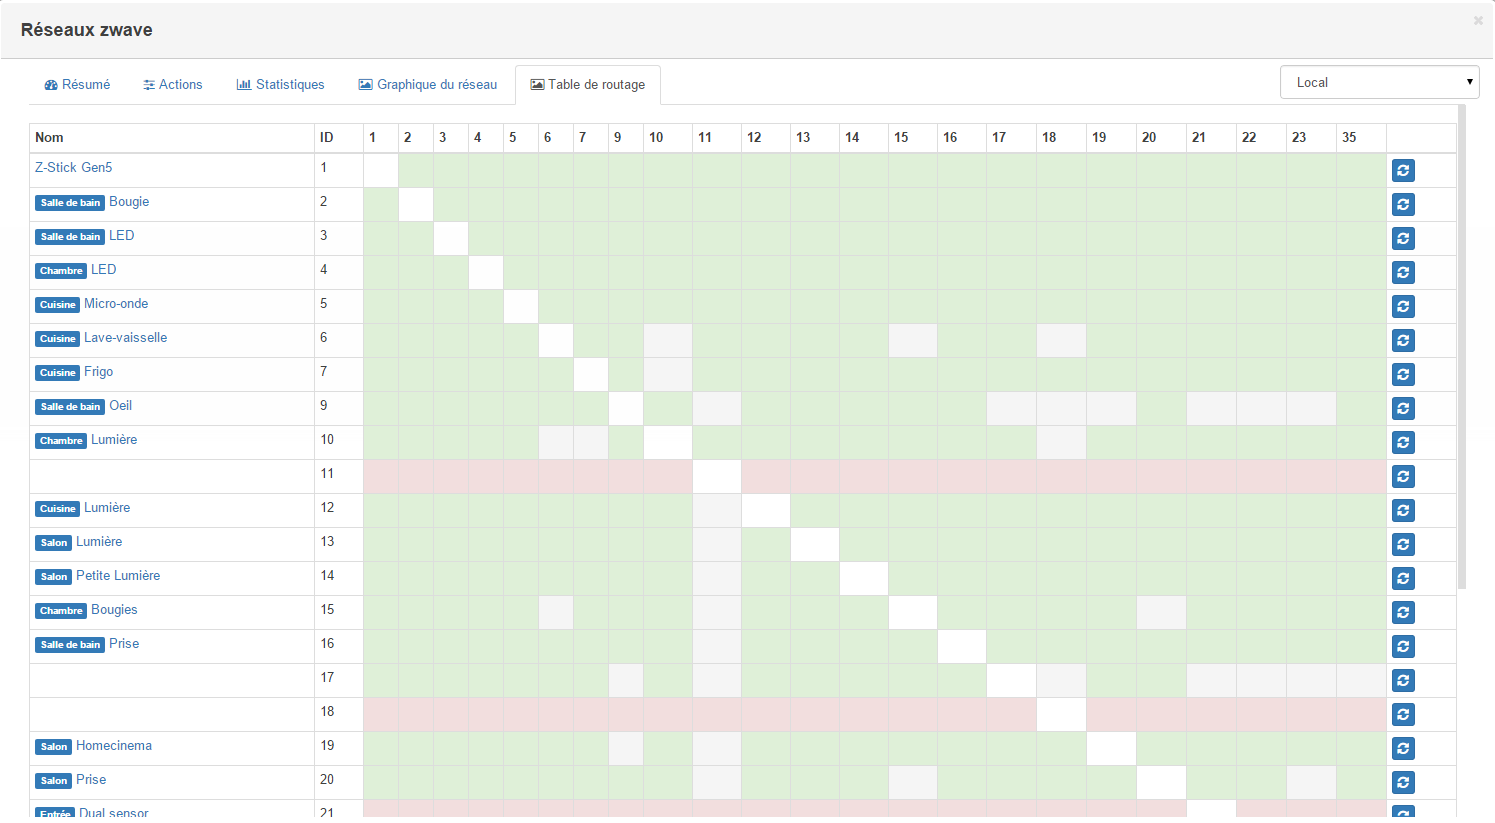 Réseaux zwave ×
Résumé Actions Statistiques Graphique du réseau Table de routage Local
Nom ID 1 2 3 4 5 6 7 9 10 11 12 13 14 15 16 17 18 19 20 21 22 23 35
Z-Stick Gen5 1
Salle de bain Bougie 2
Salle de bain LED 3
Chambre LED 4
Cuisine Micro-onde 5
Cuisine Lave-vaisselle 6
Cuisine Frigo 7
Salle de bain Oeil 9
Chambre Lumière 10
11
Cuisine Lumière 12
Salon Lumière 13
Salon Petite Lumière 14
Chambre Bougies 15
Salle de bain Prise 16
17
18
Salon Homecinema 19
Salon Prise 20
Entrée Dual sensor 21